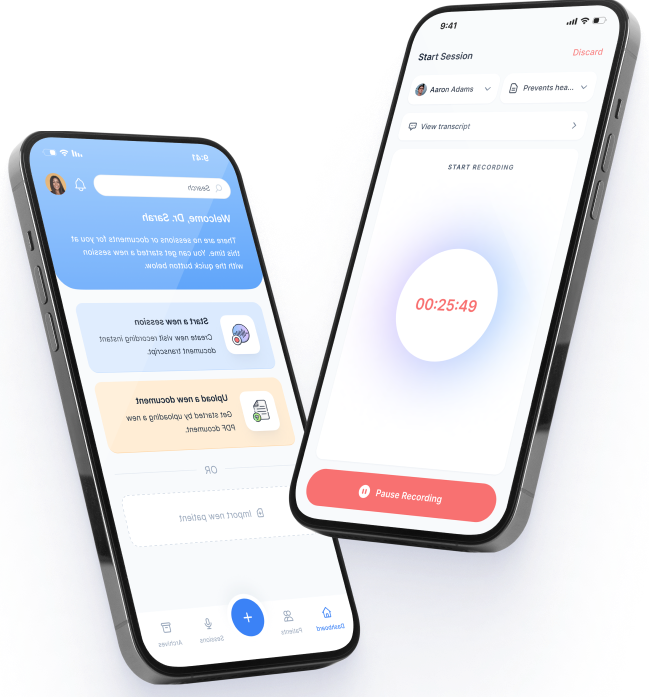 9:41
Start Session
Discard
Aaron Adams
Prevents hea...
View transcript
START RECORDING
00:25:49
Pause Recording
9:41
Search
Welcome, Dr. Sarah
There are no sessions or documents for you at
this time. You can get started a new session
with the quick button below.
Start a new session
Create new visit recording instant
document transcript.
Upload a new document
Get started by uploading a new
PDF document.
OR
Import new patient
Dashboard
Patients
+
Sessions
Archives